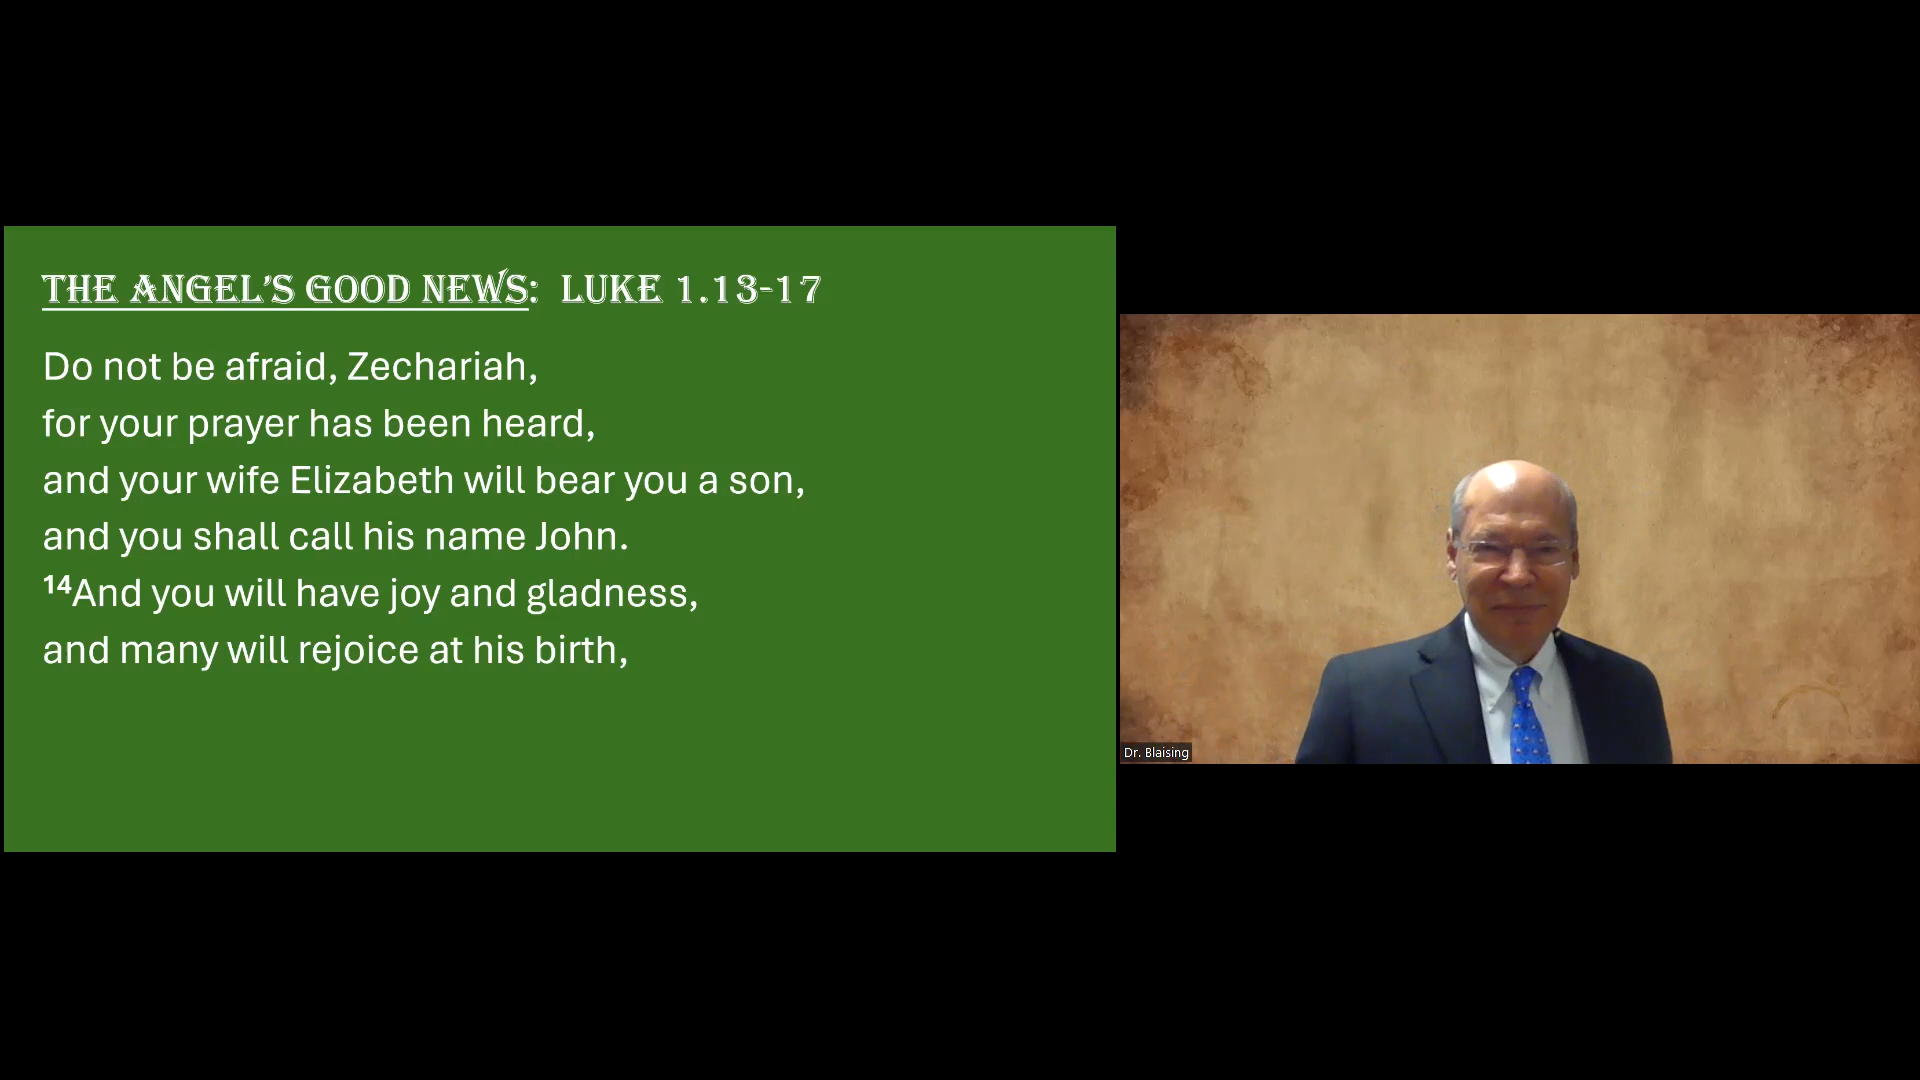 THE ANGEL’S GOOD NEWS:  LUKE 1.13-17
Do not be afraid, Zechariah,
for your prayer has been heard,
and your wife Elizabeth will bear you a son,
and you shall call his name John.
14And you will have joy and gladness,
and many will rejoice at his birth,
Dr. Blaising